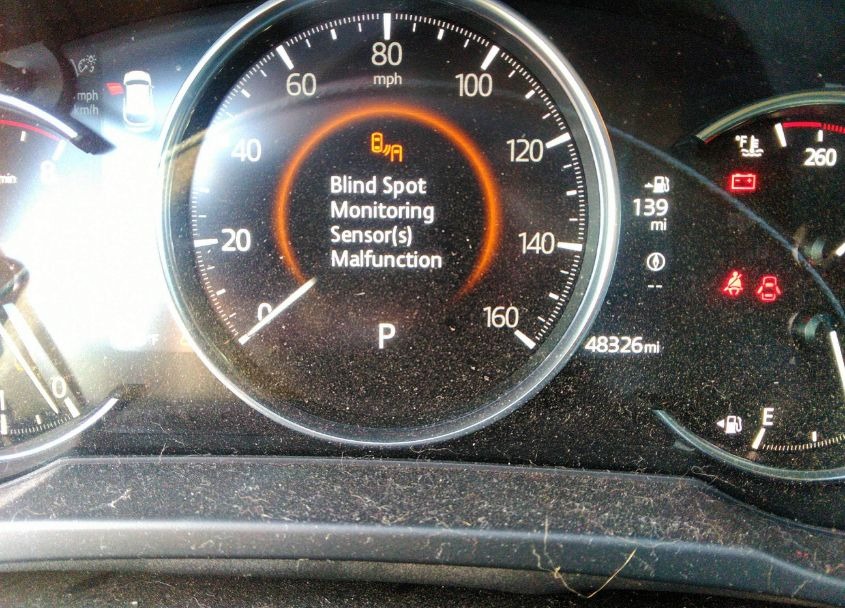 80
mph
60
100
mph
km/h
40
120
Blind Spot
Monitoring
Sensor(s)
Malfunction
°F
260
139
mi
20
140
--
0
160
P
48326mi
0
E